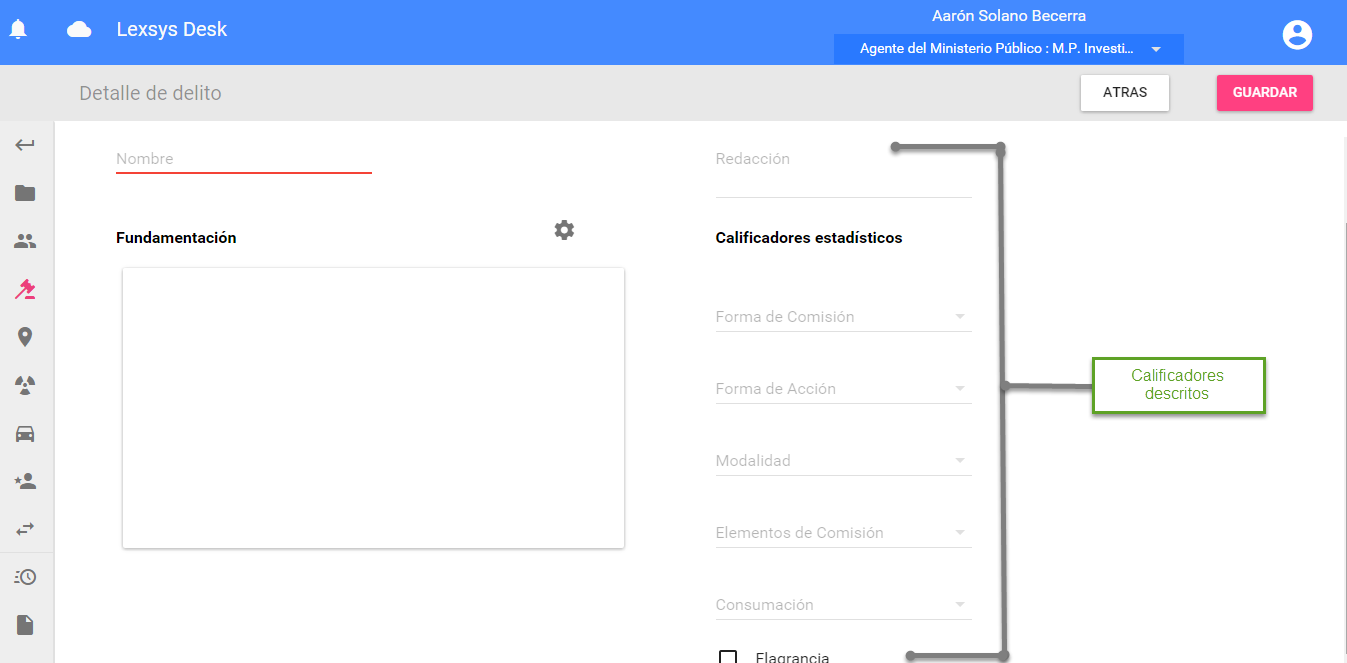 Lexsys Desk
Aarón Solano Becerra
Agente del Ministerio Público : M.P. Investi...
Detalle de delito
ATRAS
GUARDAR
Nombre
Redacción
Fundamentación
Calificadores estadísticos
Forma de Comisión
Forma de Acción
Calificadores
descritos
Modalidad
Elementos de Comisión
Consumación
Flagrancia